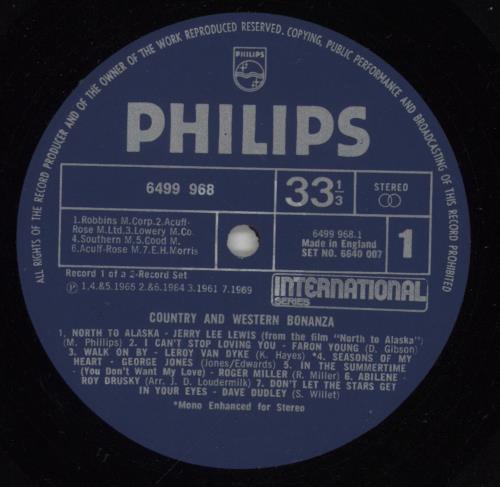 ALL RIGHTS OF THE RECORD PRODUCER AND OF THE OWNER OF THE WORK REPRODUCED RESERVED. COPYING, PUBLIC PERFORMANCE AND BROADCASTING OF THIS RECORD PROHIBITED
PHILIPS
PHILIPS
6499 968
33 1/3
STEREO
1.Robbins M.Corp.2.Acuff-
Rose M.Ltd.3.Lowery M.Co.
4.Southern M.5.Cood M.
6.Acuff-Rose M.7.E.H.Morris
6499 968.1
Made in England
SET NO. 6640 007
1
Record 1 of a 2-Record Set
Ⓟ 1,4.&5.1965 2.&6.1964 3.1961 7.1969
INTERNATIONAL
SERIES
COUNTRY AND WESTERN BONANZA
1. NORTH TO ALASKA - JERRY LEE LEWIS (from the film "North to Alaska")
(M. Phillips) 2. I CAN'T STOP LOVING YOU - FARON YOUNG (D. Gibson)
3. WALK ON BY - LEROY VAN DYKE (K. Hayes) *4. SEASONS OF MY
HEART - GEORGE JONES (Jones/Edwards) 5. IN THE SUMMERTIME
(You Don't Want My Love) - ROGER MILLER (R. Miller) 6. ABILENE -
ROY DRUSKY (Arr. J. D. Loudermilk) 7. DON'T LET THE STARS GET
IN YOUR EYES - DAVE DUDLEY (S. Willet)
*Mono Enhanced for Stereo